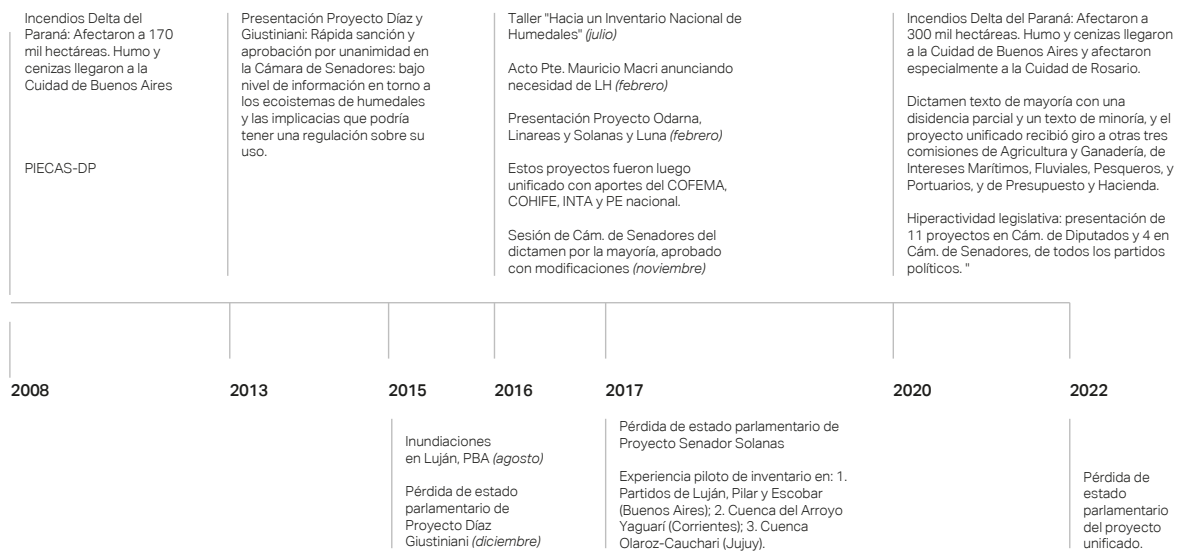 Incendios Delta del
Paraná: Afectaron a 170
mil hectáreas. Humo y
cenizas llegaron a la
Cuidad de Buenos Aires
PIECAS-DP
Presentación Proyecto Díaz y
Giustiniani: Rápida sanción y
aprobación por unanimidad en
la Cámara de Senadores: bajo
nivel de información en torno a
los ecoistemas de humedales
y las implicacias que podría
tener una regulación sobre su
uso.
Taller "Hacia un Inventario Nacional de
Humedales" (julio)
Acto Pte. Mauricio Macri anunciando
necesidad de LH (febrero)
Presentación Proyecto Odarna,
Linareas y Solanas y Luna (febrero)
Estos proyectos fueron luego
unificado con aportes del COFEMA,
COHIFE, INTA y PE nacional.
Sesión de Cám. de Senadores del
dictamen por la mayoría, aprobado
con modificaciones (noviembre)
Incendios Delta del Paraná: Afectaron a
300 mil hectáreas. Humo y cenizas llegaron
a la Cuidad de Buenos Aires y afectaron
especialmente a la Cuidad de Rosario.
Dictamen texto de mayoría con una
disidencia parcial y un texto de minoría, y el
proyecto unificado recibió giro a otras tres
comisiones de Agricultura y Ganadería, de
Intereses Marítimos, Fluviales, Pesqueros, y
Portuarios, y de Presupuesto y Hacienda.
Hiperactividad legislativa: presentación de
11 proyectos en Cám. de Diputados y 4 en
Cám. de Senadores, de todos los partidos
políticos. "
2008
2013
2015
2016
2017
2020
2022
Inundiaciones
en Luján, PBA (agosto)
Pérdida de estado
parlamentario de
Proyecto Díaz
Giustiniani (diciembre)
Pérdida de estado parlamentario de
Proyecto Senador Solanas
Experiencia piloto de inventario en: 1.
Partidos de Luján, Pilar y Escobar
(Buenos Aires); 2. Cuenca del Arroyo
Yaguarí (Corrientes); 3. Cuenca
Olaroz-Cauchari (Jujuy).
Pérdida de
estado
parlamentario
del proyecto
unificado.